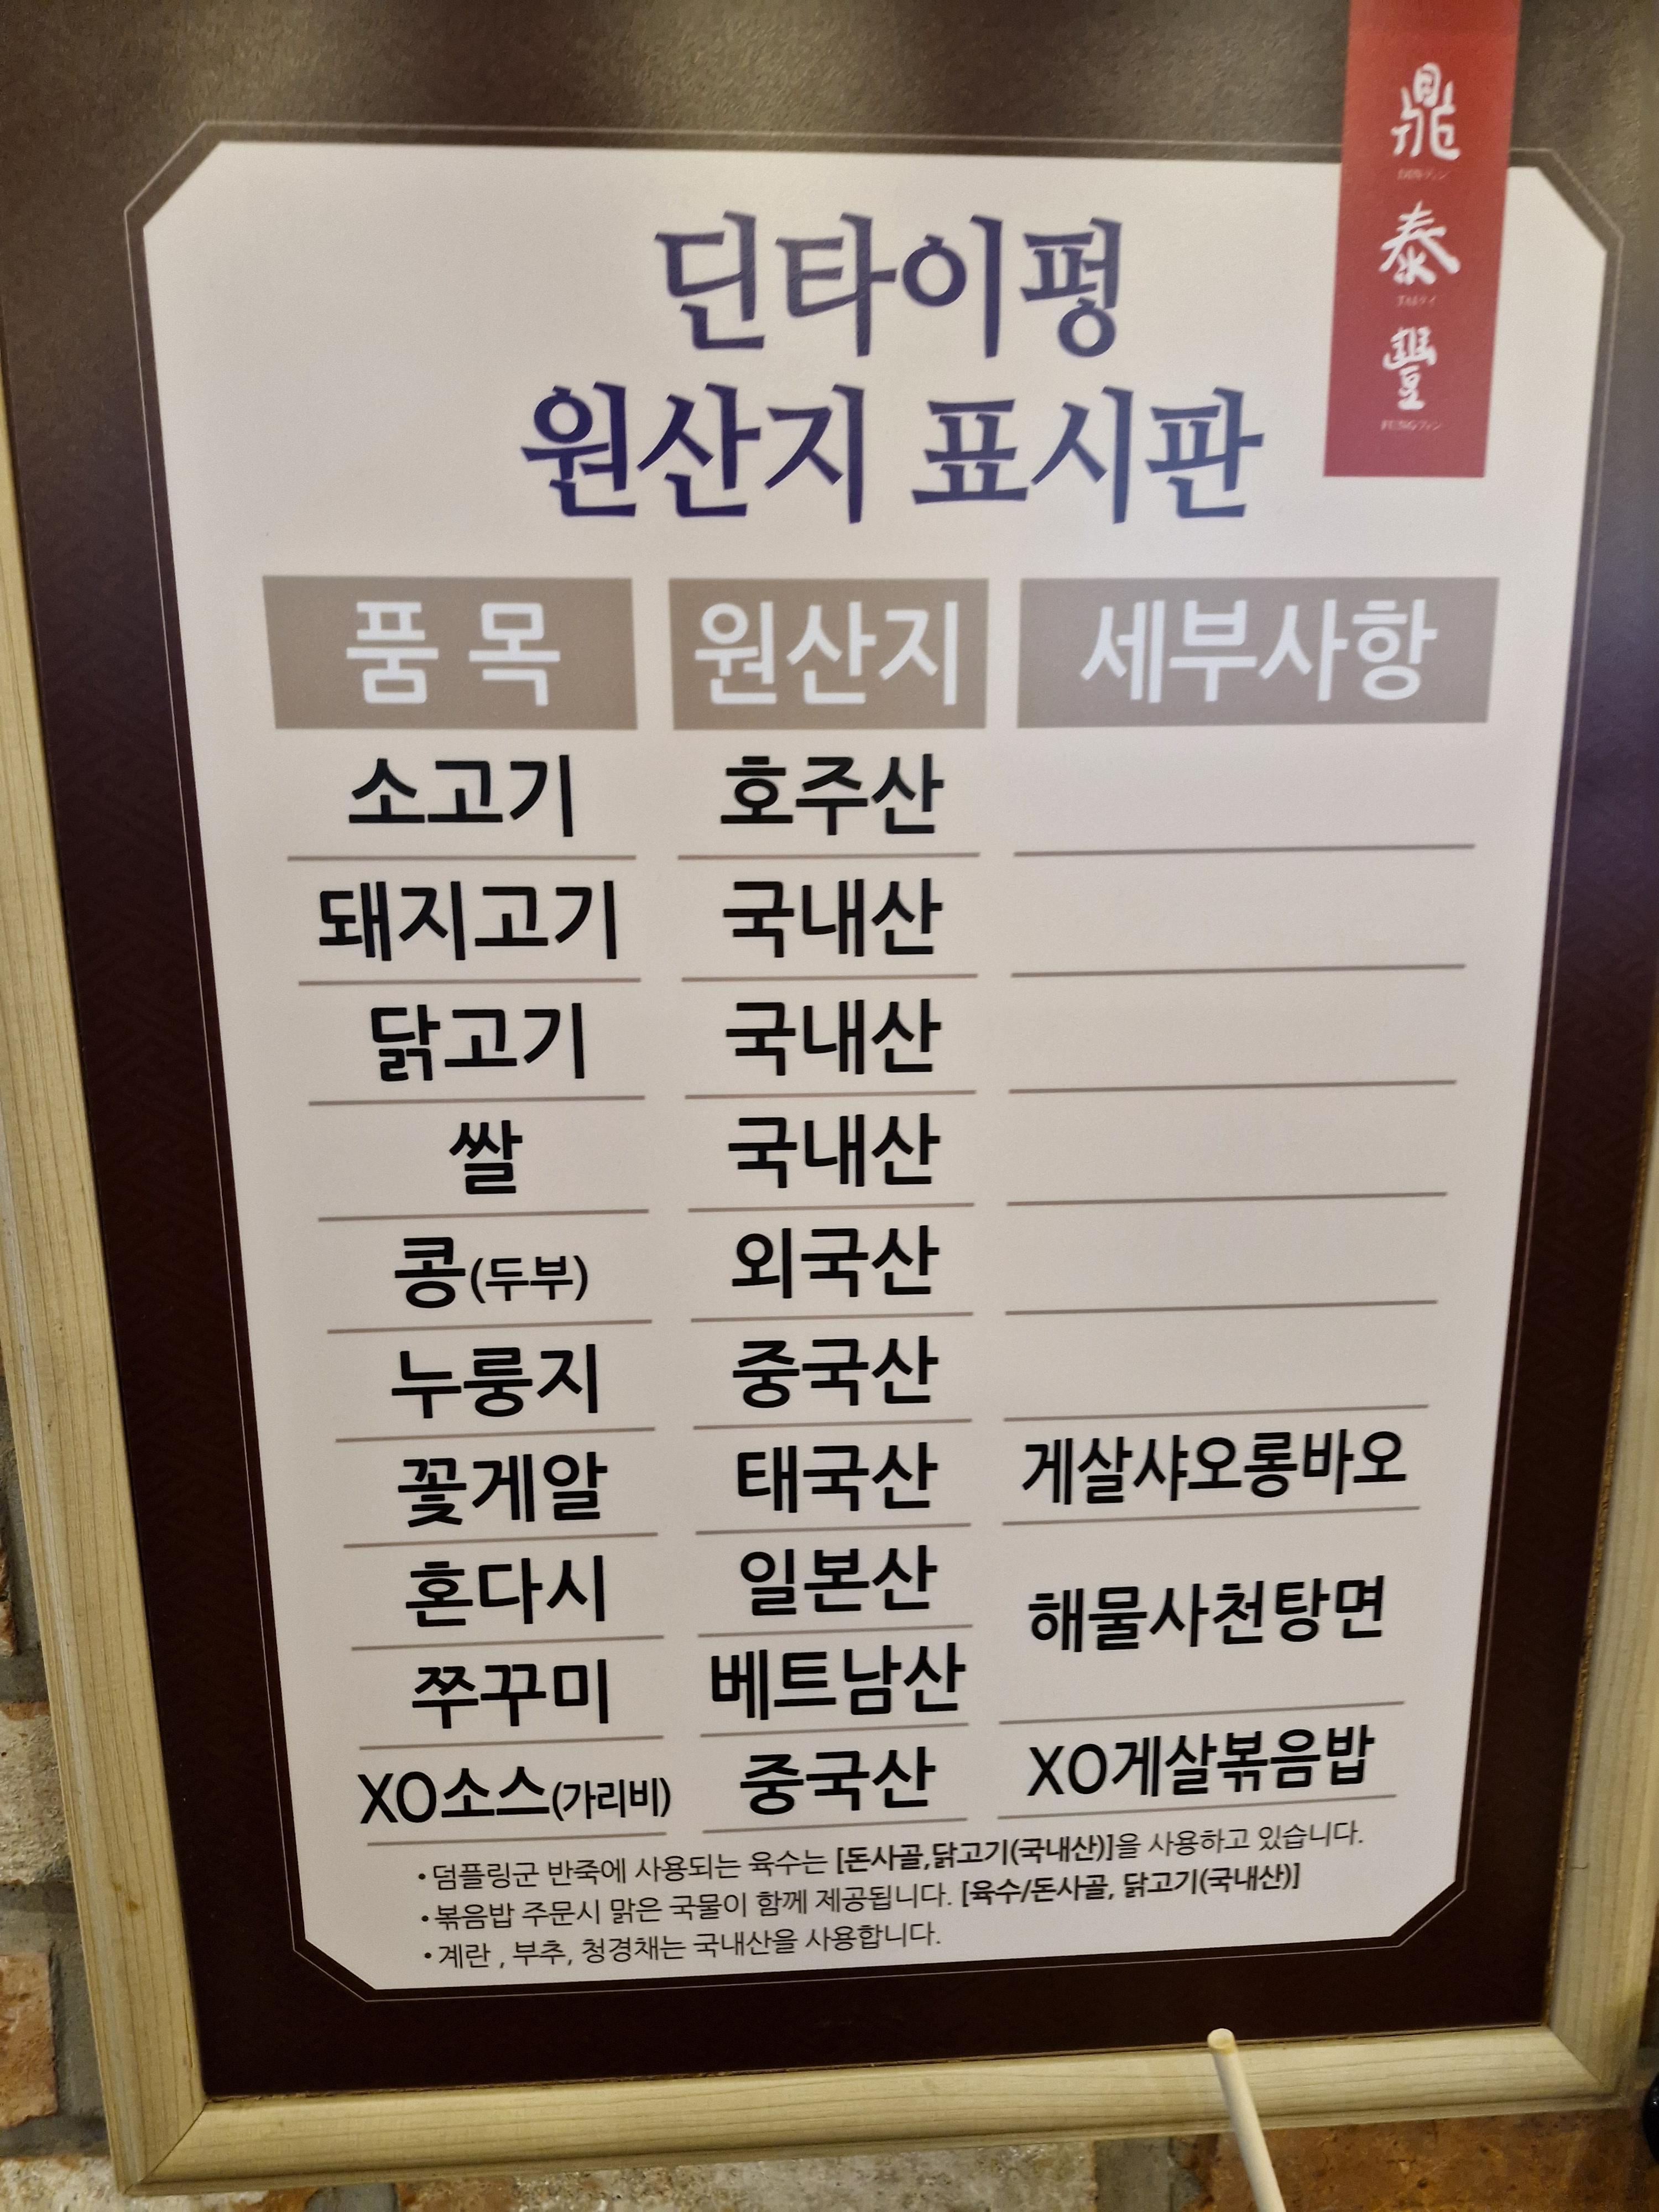 鼎
泰
豐
딘타이펑
원산지 표시판
품 목 원산지 세부사항
소고기 호주산
돼지고기 국내산
닭고기 국내산
쌀 국내산
콩(두부) 외국산
누룽지 중국산
꽃게알 태국산 게살샤오롱바오
혼다시 일본산 해물사천탕면
쭈꾸미 베트남산
XO소스(가리비) 중국산 XO게살볶음밥
•덤플링군 반죽에 사용되는 육수는 [돈사골,닭고기(국내산)]을 사용하고 있습니다.
•볶음밥 주문시 맑은 국물이 함께 제공됩니다. [육수/돈사골, 닭고기(국내산)]
•계란 , 부추, 청경채는 국내산을 사용합니다.